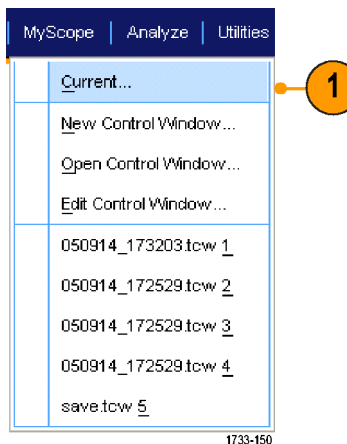 MyScope | Analyze | Utilities
Current...
1
New Control Window...
Open Control Window...
Edit Control Window...
050914_173203.tcw 1
050914_172529.tcw 2
050914_172529.tcw 3
050914_172529.tcw 4
save.tcw 5
1733-150